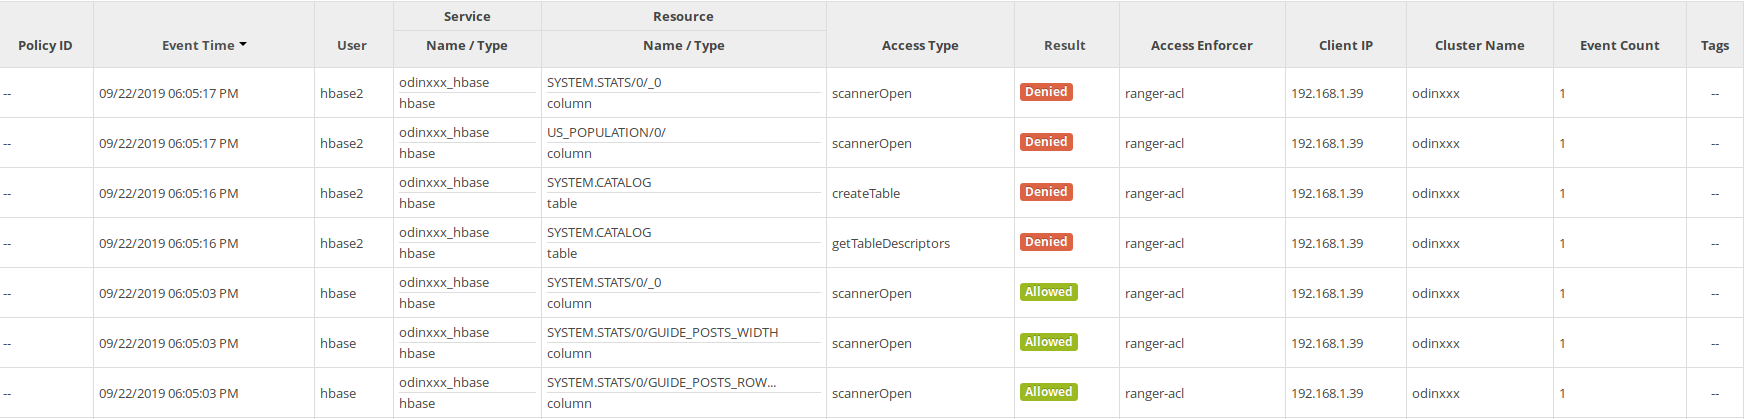 Service Resource
Policy ID Event Time User Name / Type Name / Type Access Type Result Access Enforcer Client IP Cluster Name Event Count Tags
-- 09/22/2019 06:05:17 PM hbase2 odinxxx_hbase SYSTEM.STATS/0/_0 scannerOpen Denied ranger-acl 192.168.1.39 odinxxx 1 --
hbase column
-- 09/22/2019 06:05:17 PM hbase2 odinxxx_hbase US_POPULATION/0/ scannerOpen Denied ranger-acl 192.168.1.39 odinxxx 1 --
hbase column
-- 09/22/2019 06:05:16 PM hbase2 odinxxx_hbase SYSTEM.CATALOG createTable Denied ranger-acl 192.168.1.39 odinxxx 1 --
hbase table
-- 09/22/2019 06:05:16 PM hbase2 odinxxx_hbase SYSTEM.CATALOG getTableDescriptors Denied ranger-acl 192.168.1.39 odinxxx 1 --
hbase table
-- 09/22/2019 06:05:03 PM hbase odinxxx_hbase SYSTEM.STATS/0/_0 scannerOpen Allowed ranger-acl 192.168.1.39 odinxxx 1 --
hbase column
-- 09/22/2019 06:05:03 PM hbase odinxxx_hbase SYSTEM.STATS/0/GUIDE_POSTS_WIDTH scannerOpen Allowed ranger-acl 192.168.1.39 odinxxx 1 --
hbase column
-- 09/22/2019 06:05:03 PM hbase odinxxx_hbase SYSTEM.STATS/0/GUIDE_POSTS_ROW... scannerOpen Allowed ranger-acl 192.168.1.39 odinxxx 1 --
hbase column